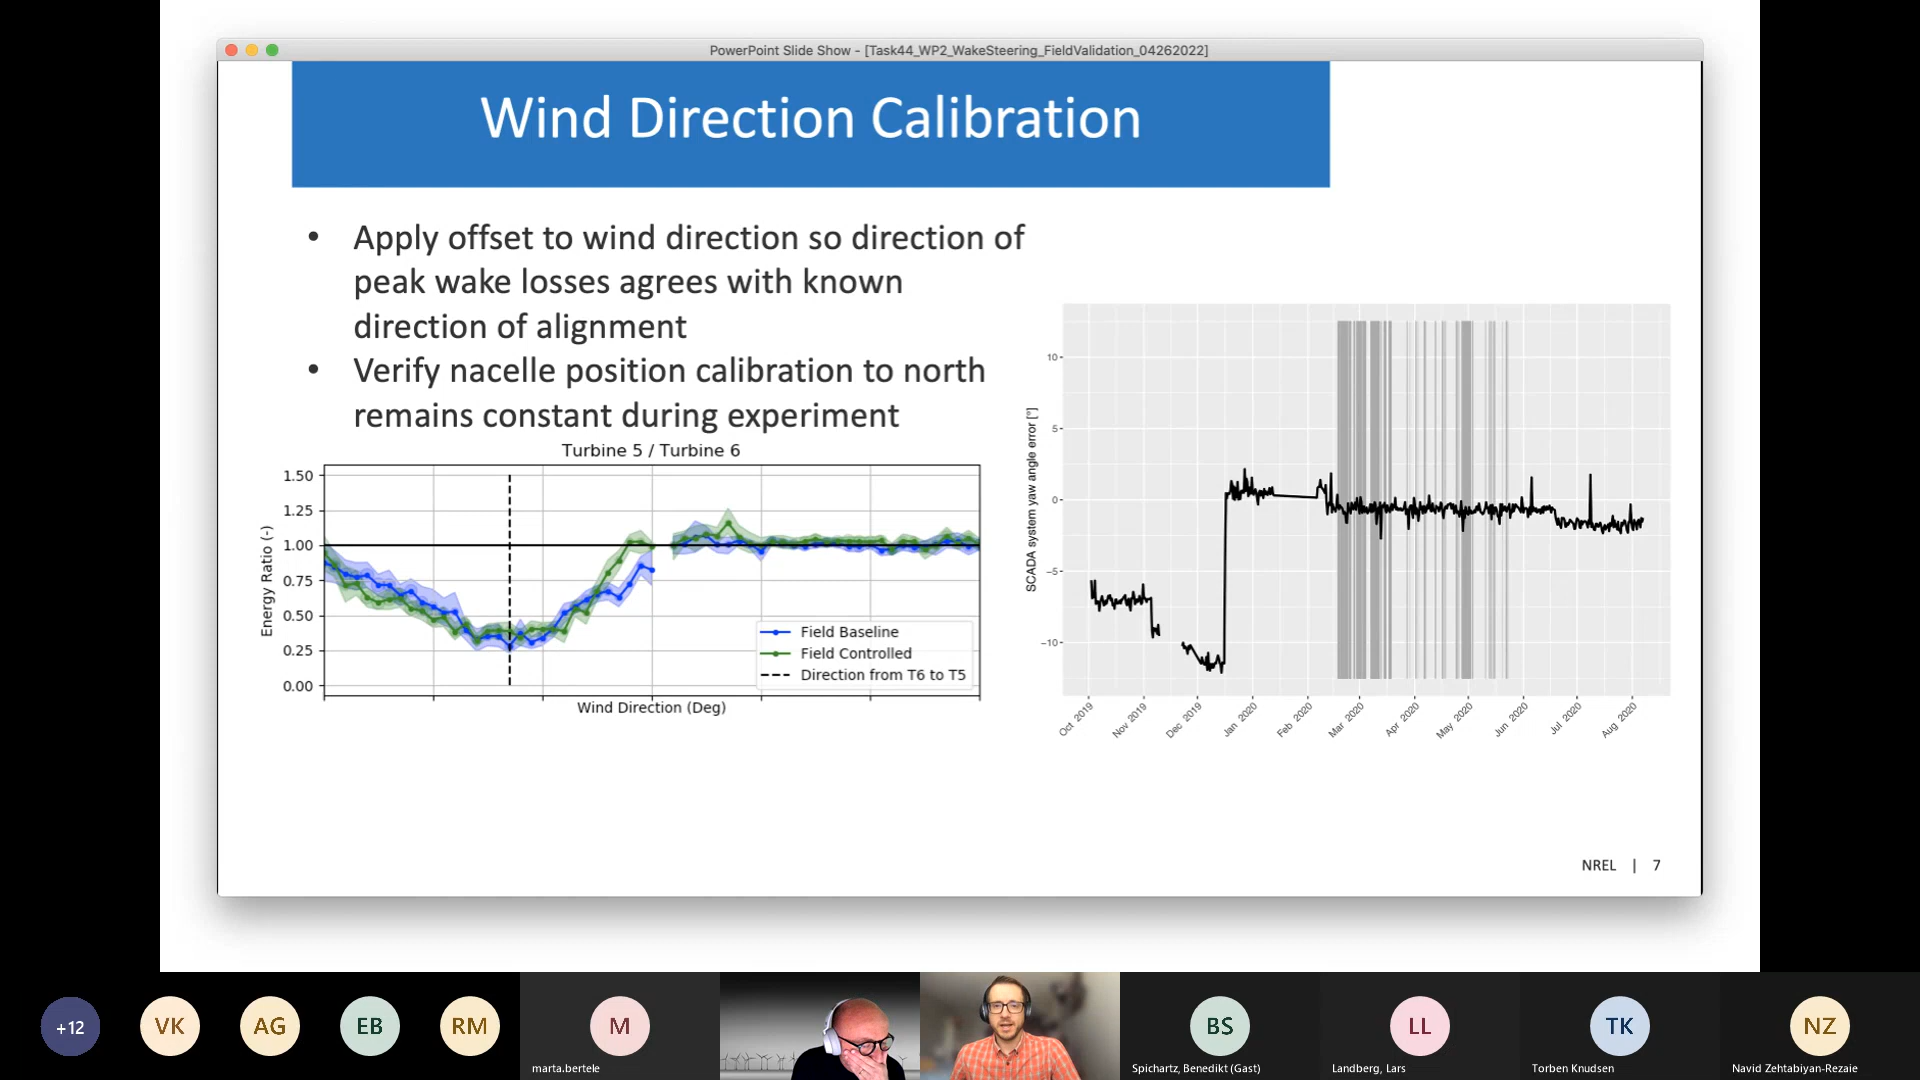 PowerPoint Slide Show - [Task44_WP2_WakeSteering_FieldValidation_04262022]
Wind Direction Calibration
• Apply offset to wind direction so direction of
peak wake losses agrees with known
direction of alignment
• Verify nacelle position calibration to north
remains constant during experiment
Turbine 5 / Turbine 6
1.50
1.25
1.00
0.75
0.50
0.25
0.00
Energy Ratio (-)
Field Baseline
Field Controlled
Direction from T6 to T5
Wind Direction (Deg)
SCADA system yaw angle error [°]
10
5
0
−5
−10
Oct 2019
Nov 2019
Dec 2019
Jan 2020
Feb 2020
Mar 2020
Apr 2020
May 2020
Jun 2020
Jul 2020
Aug 2020
NREL | 7
+12
VK
AG
EB
RM
M
marta.bertele
BS
Spichartz, Benedikt (Gast)
LL
Landberg, Lars
TK
Torben Knudsen
NZ
Navid Zehtabiyan-Rezaie